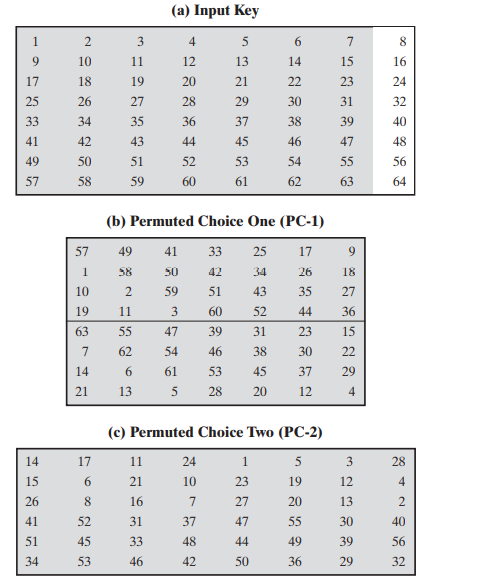 (a) Input Key
1 2 3 4 5 6 7 8
9 10 11 12 13 14 15 16
17 18 19 20 21 22 23 24
25 26 27 28 29 30 31 32
33 34 35 36 37 38 39 40
41 42 43 44 45 46 47 48
49 50 51 52 53 54 55 56
57 58 59 60 61 62 63 64
(b) Permuted Choice One (PC-1)
57 49 41 33 25 17 9
1 58 50 42 34 26 18
10 2 59 51 43 35 27
19 11 3 60 52 44 36
63 55 47 39 31 23 15
7 62 54 46 38 30 22
14 6 61 53 45 37 29
21 13 5 28 20 12 4
(c) Permuted Choice Two (PC-2)
14 17 11 24 1 5 3 28
15 6 21 10 23 19 12 4
26 8 16 7 27 20 13 2
41 52 31 37 47 55 30 40
51 45 33 48 44 49 39 56
34 53 46 42 50 36 29 32